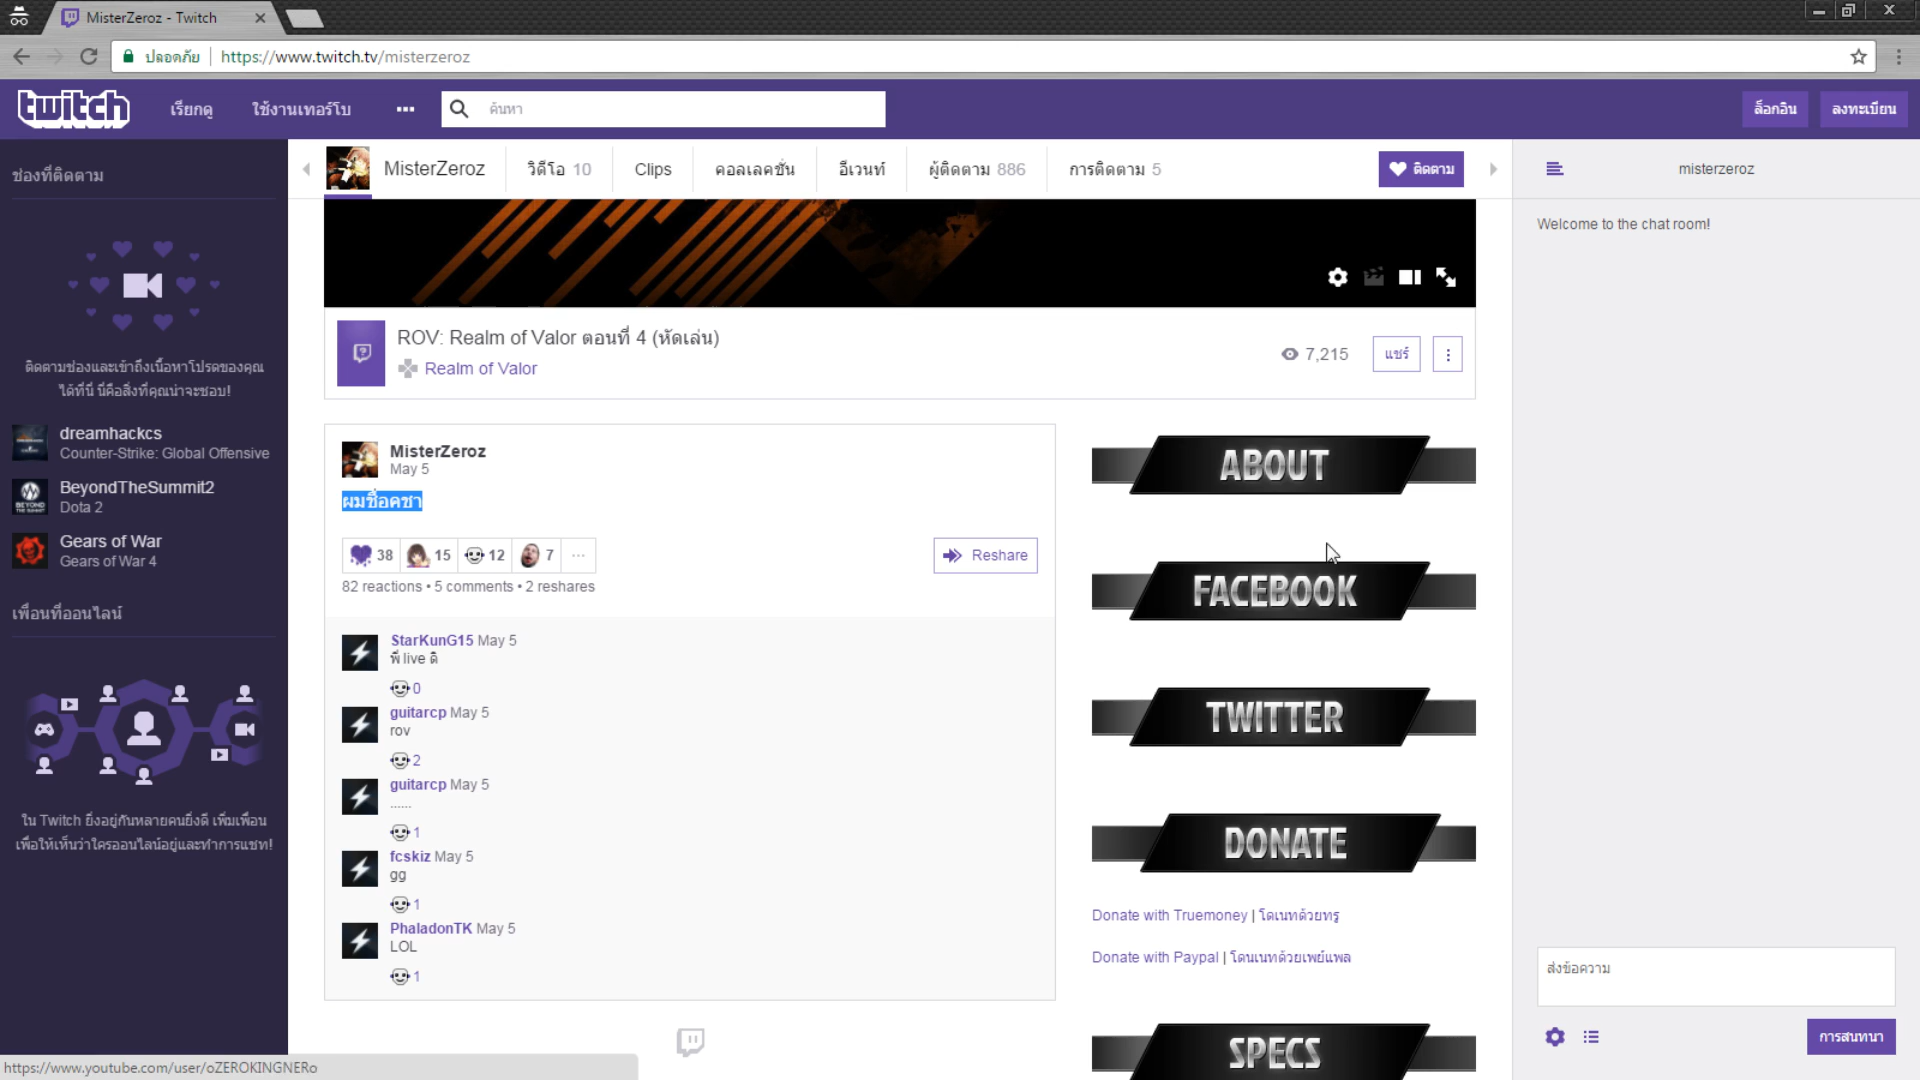 MisterZeroz - Twitch
ปลอดภัย https://www.twitch.tv/misterzeroz
twitch เรียกดู ใช้งานเทอร์โบ ••• ค้นหา ล็อกอิน ลงทะเบียน
ช่องที่ติดตาม
ติดตามช่องและเข้าถึงเนื้อหาโปรดของคุณ
ได้ที่นี่ นี่คือสิ่งที่คุณน่าจะชอบ!
dreamhackcs
Counter-Strike: Global Offensive
BeyondTheSummit2
Dota 2
Gears of War
Gears of War 4
เพื่อนที่ออนไลน์
ใน Twitch ยิ่งอยู่กันหลายคนยิ่งดี เพิ่มเพื่อน
เพื่อให้เห็นว่าใครออนไลน์อยู่และทำการแชท!
MisterZeroz วิดีโอ 10 Clips คอลเลคชั่น อีเวนท์ ผู้ติดตาม 886 การติดตาม 5 ติดตาม
ROV: Realm of Valor ตอนที่ 4 (หัดเล่น)
Realm of Valor
7,215 แชร์
MisterZeroz
May 5
ผมชื่อคชา
38 15 12 7 ...
Reshare
82 reactions • 5 comments • 2 reshares
StarKunG15 May 5
พี่ live ดิ
0
guitarcp May 5
rov
2
guitarcp May 5
......
1
fcskiz May 5
gg
1
PhaladonTK May 5
LOL
1
ABOUT
FACEBOOK
TWITTER
DONATE
Donate with Truemoney | โดเนทด้วยทรู
Donate with Paypal | โดนเนทด้วยเพย์แพล
SPECS
misterzeroz
Welcome to the chat room!
ส่งข้อความ
การสนทนา
https://www.youtube.com/user/oZEROKINGNERo